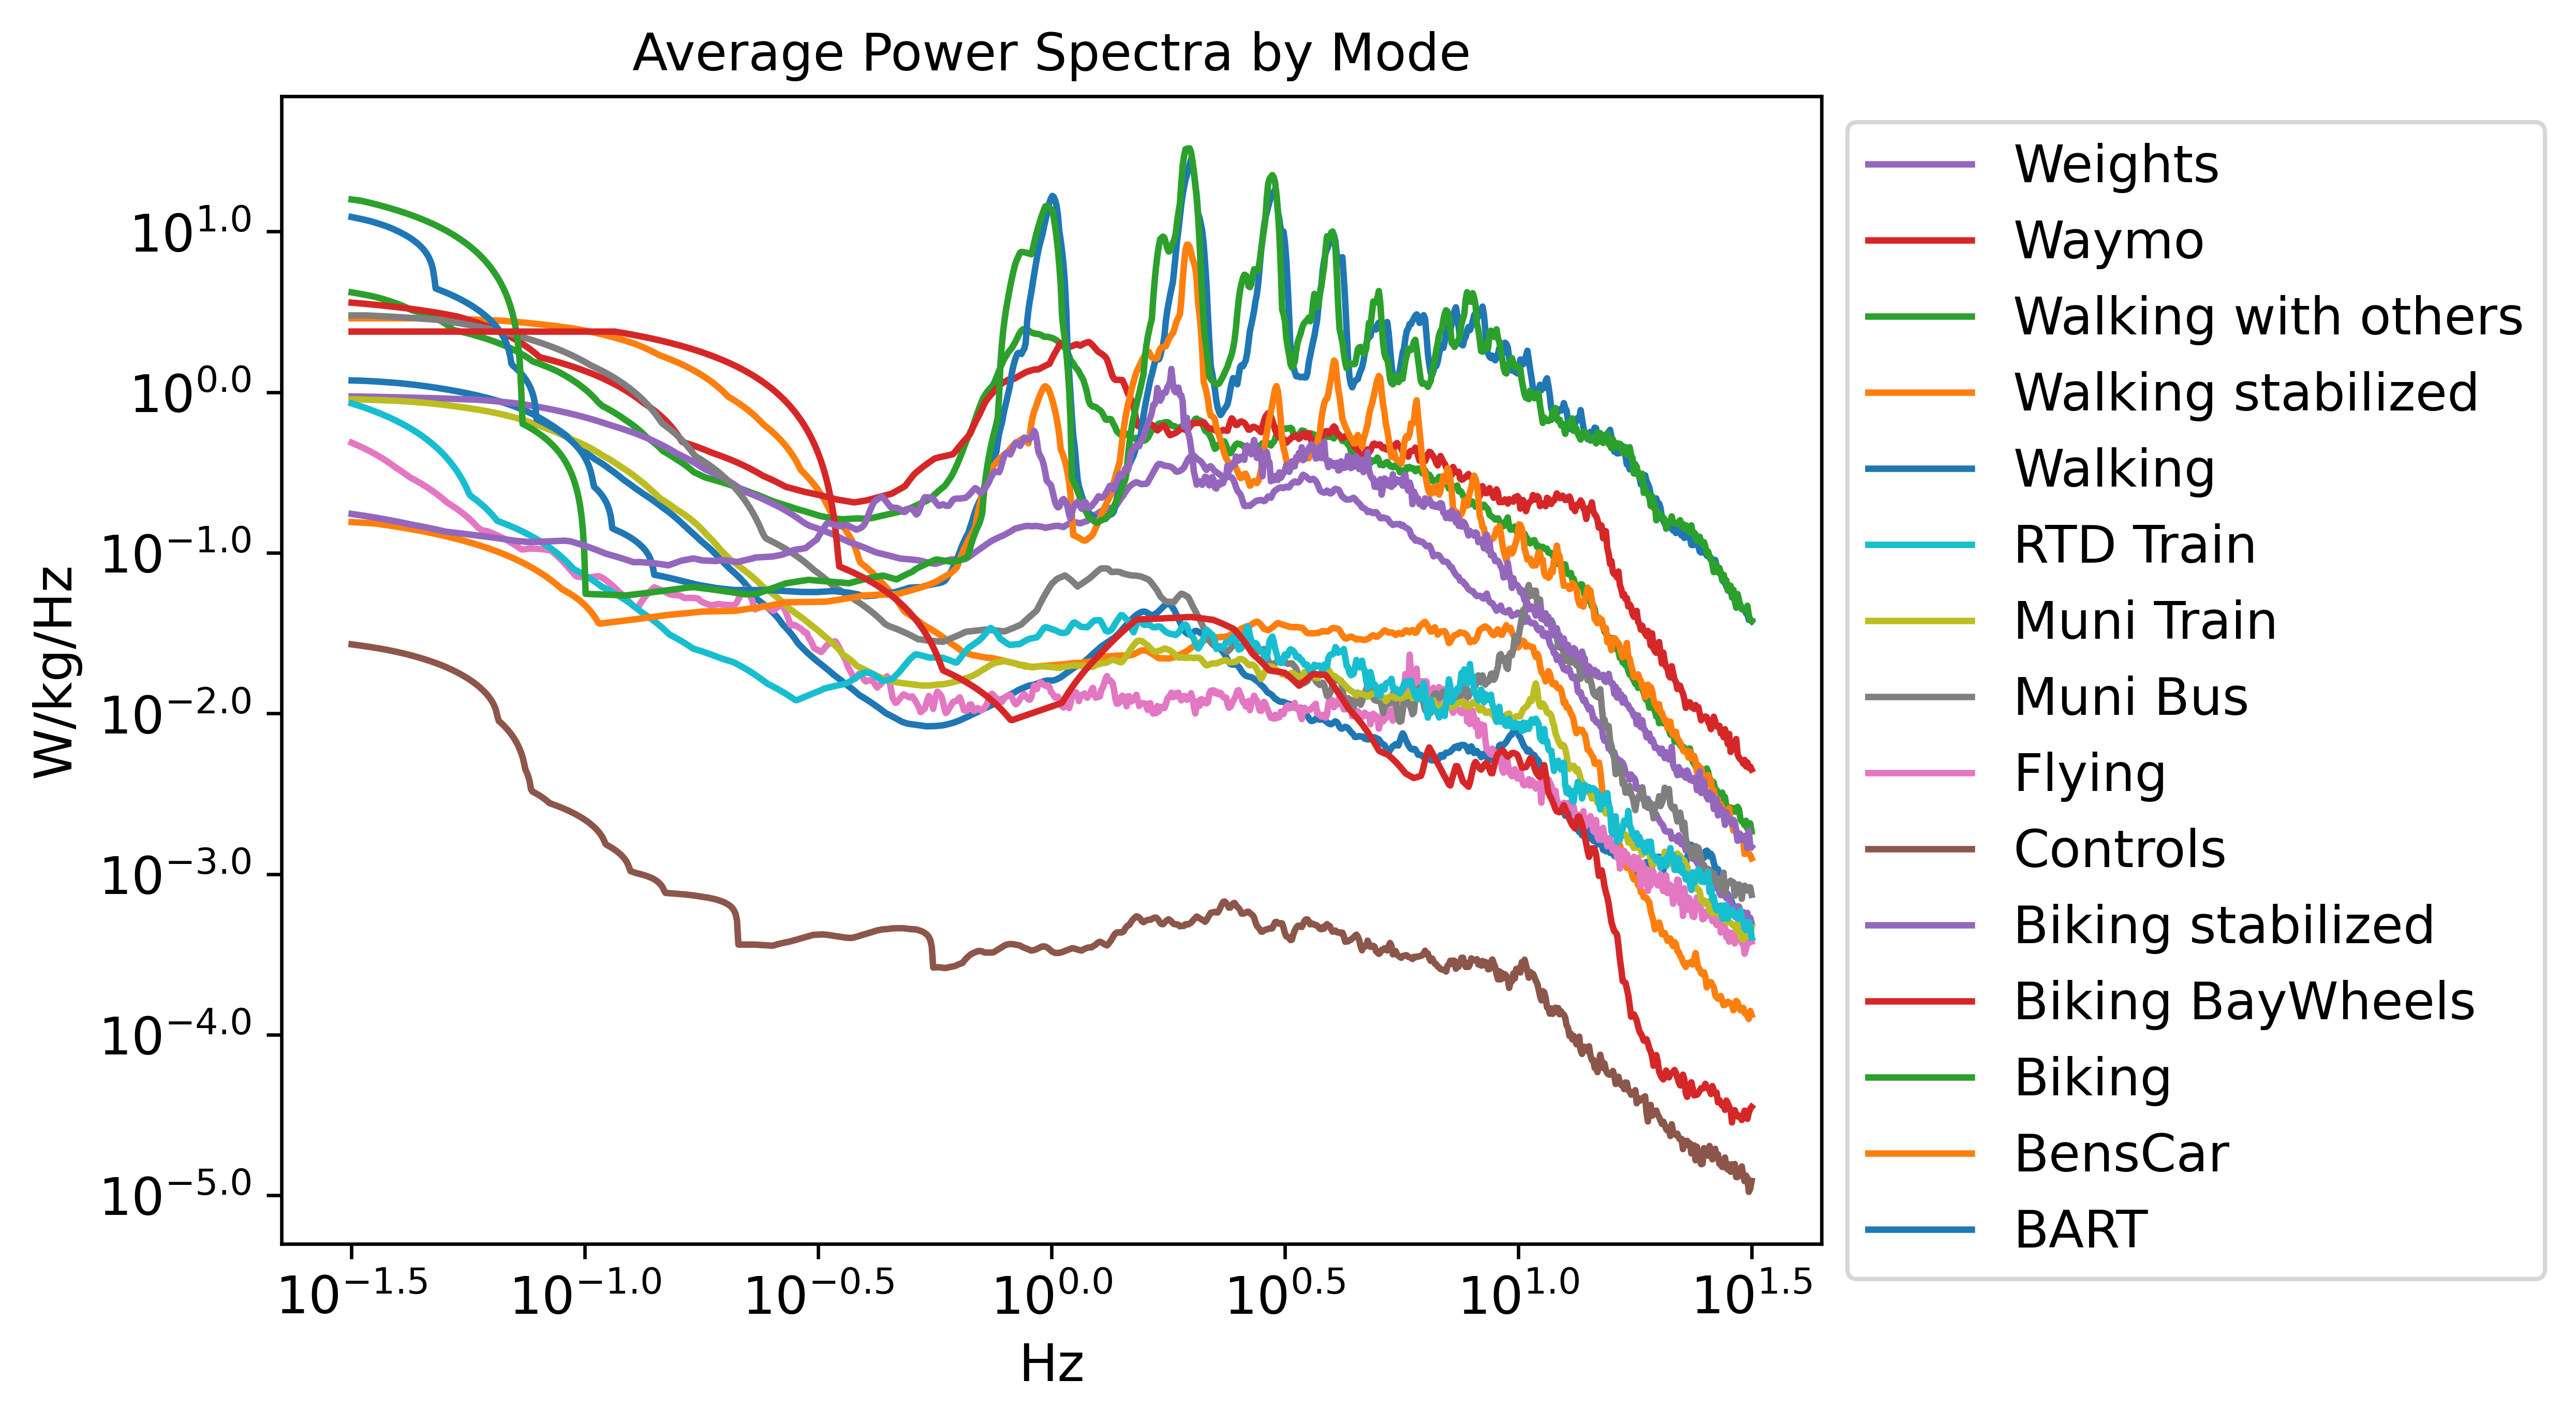 Average Power Spectra by Mode
W/kg/Hz
10^1.0
10^0.0
10^−1.0
10^−2.0
10^−3.0
10^−4.0
10^−5.0
10^−1.5 10^−1.0 10^−0.5 10^0.0 10^0.5 10^1.0 10^1.5
Hz
Weights
Waymo
Walking with others
Walking stabilized
Walking
RTD Train
Muni Train
Muni Bus
Flying
Controls
Biking stabilized
Biking BayWheels
Biking
BensCar
BART